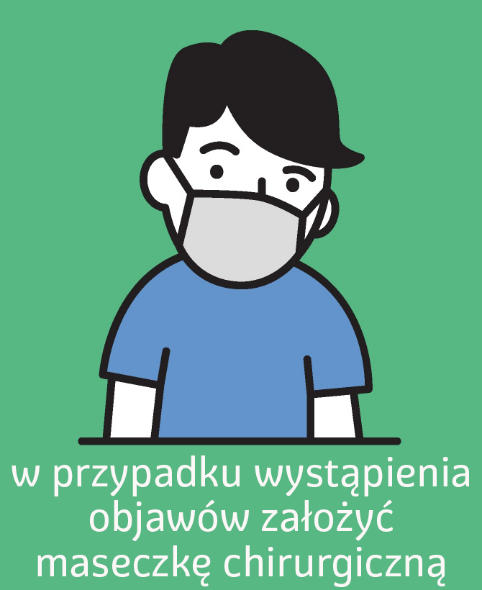 w przypadku wystąpienia
objawów założyć
maseczkę chirurgiczną